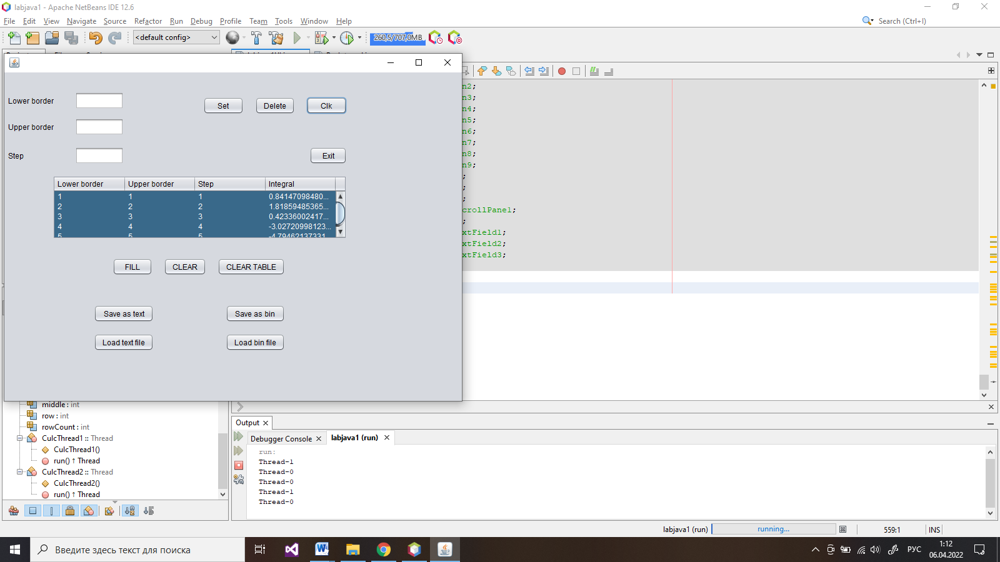 labjava1 - Apache NetBeans IDE 12.6
File Edit View Navigate Source Refactor Run Debug Profile Team Tools Window Help
Search (Ctrl+I)
<default config>
260,5/707,0MB
Lower border
Set
Delete
Clk
Upper border
Step
Exit
Lower border Upper border Step Integral
1 1 1 0.84147098480...
2 2 2 1.81859485365...
3 3 3 0.42336002417...
4 4 4 -3.02720998123...
5 5 5 -4.79462137331...
FILL
CLEAR
CLEAR TABLE
Save as text
Save as bin
Load text file
Load bin file
n2;
n3;
n4;
n5;
n6;
n7;
n8;
n9;
;
;
;
crollPanel;
;
xtField1;
xtField2;
xtField3;
middle : int
row : int
rowCount : int
CulcThread1 :: Thread
CulcThread1()
run() ↑ Thread
CulcThread2 :: Thread
CulcThread2()
run() ↑ Thread
Output
Debugger Console
labjava1 (run)
run:
Thread-1
Thread-0
Thread-0
Thread-1
Thread-0
labjava1 (run)
running...
559:1
INS
Введите здесь текст для поиска
РУС
1:12
06.04.2022